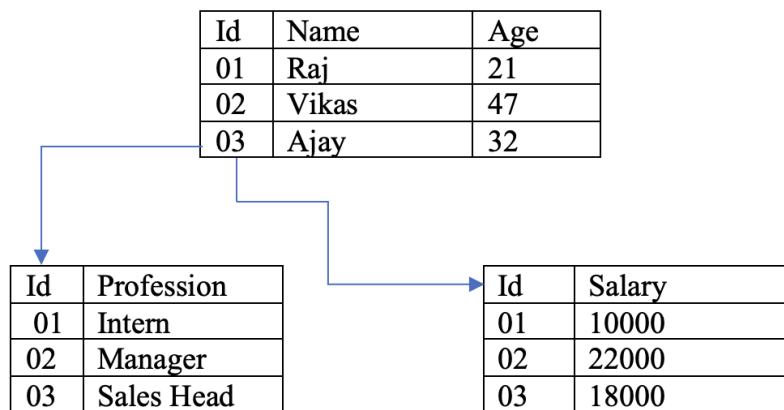 Id Name Age
01 Raj 21
02 Vikas 47
03 Ajay 32
Id Profession
01 Intern
02 Manager
03 Sales Head
Id Salary
01 10000
02 22000
03 18000